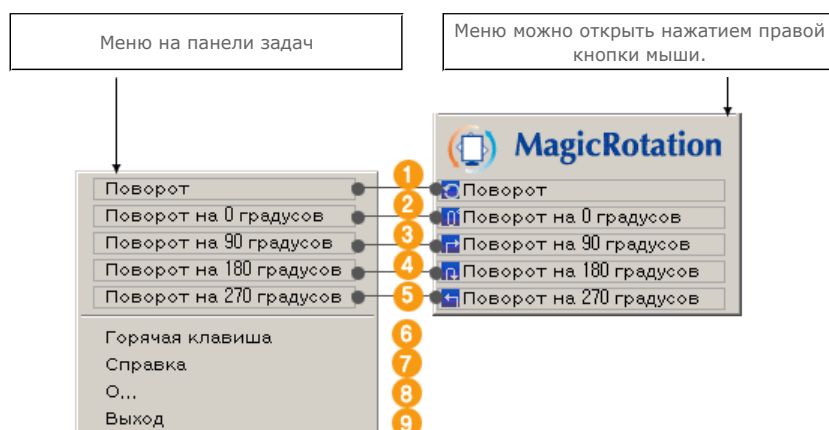 Меню на панели задач
Меню можно открыть нажатием правой
кнопки мыши.
MagicRotation
Поворот
1
Поворот
Поворот на 0 градусов
2
Поворот на 0 градусов
Поворот на 90 градусов
3
Поворот на 90 градусов
Поворот на 180 градусов
4
Поворот на 180 градусов
Поворот на 270 градусов
5
Поворот на 270 градусов
Горячая клавиша
6
Справка
7
О...
8
Выход
9